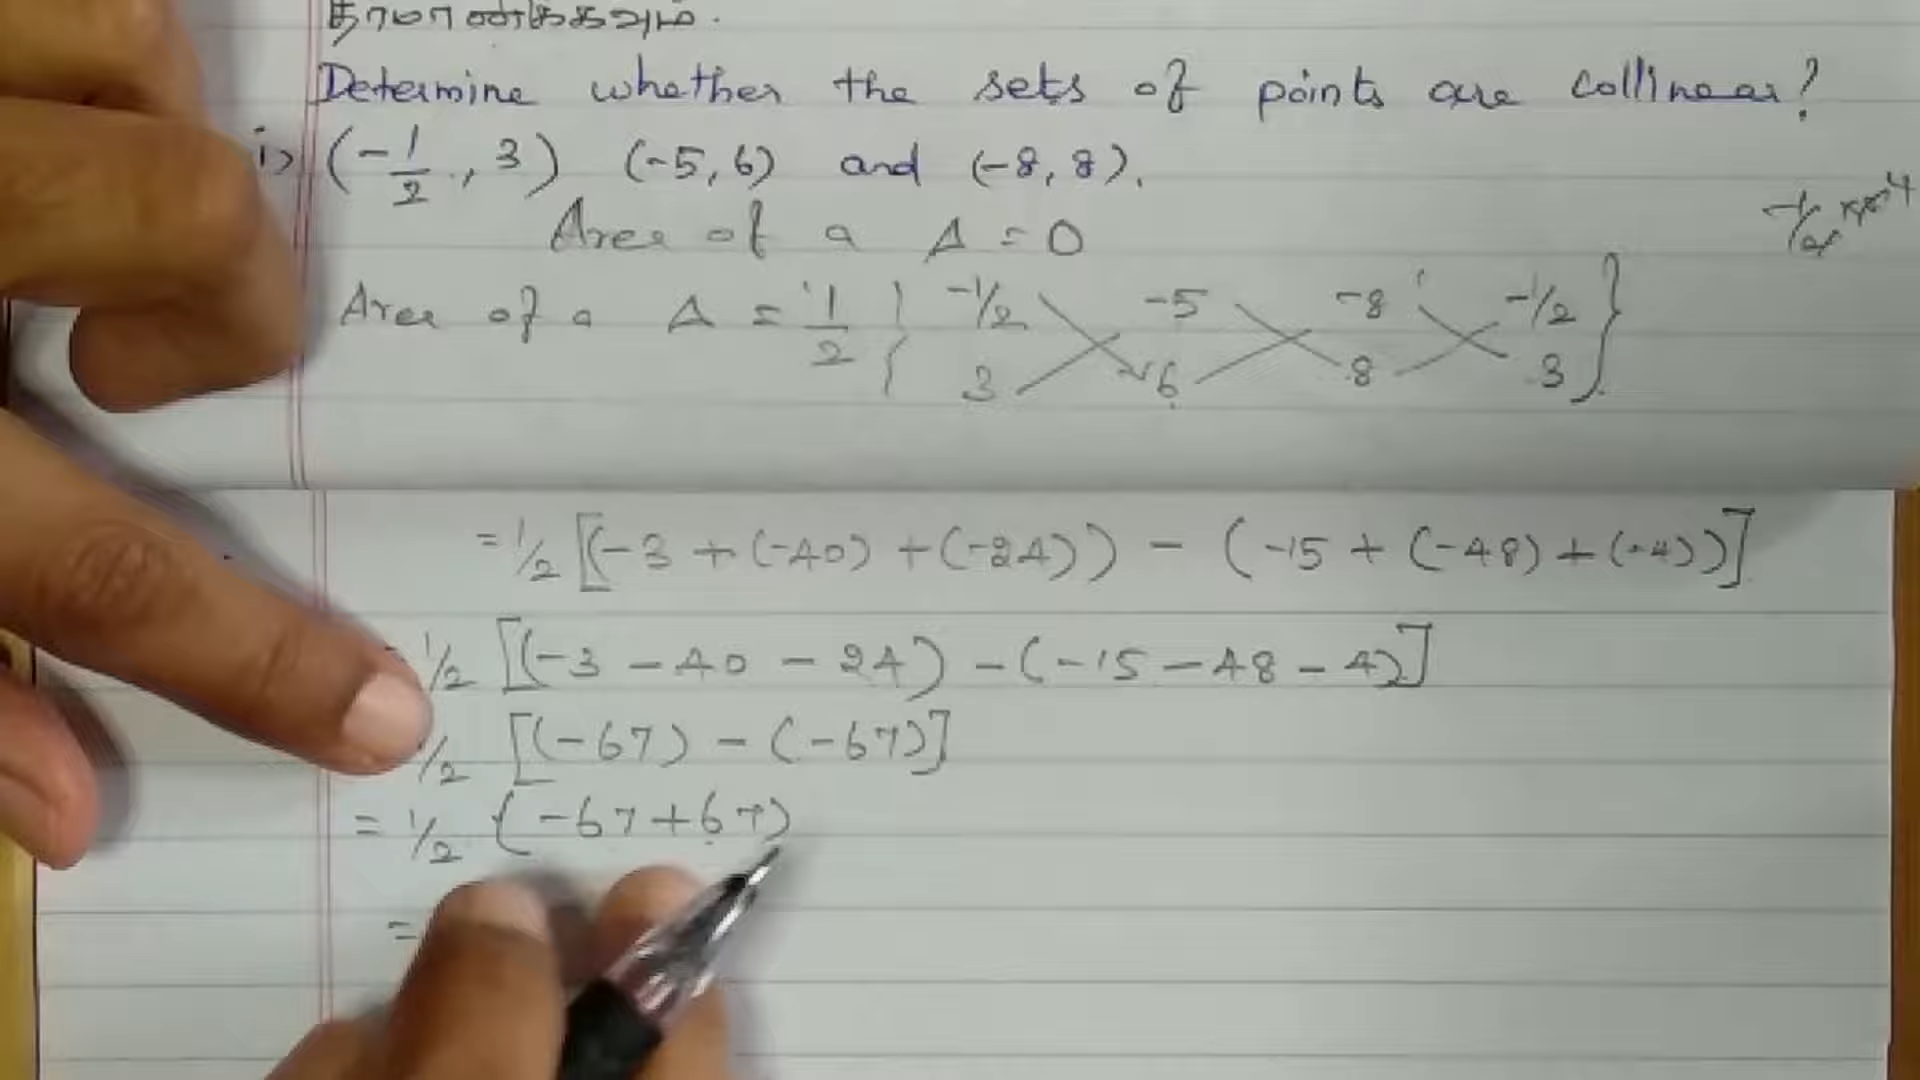 தீர்மானிக்கவும்.
Determine whether the sets of points are collinear?
i) (-1/2, 3) (-5, 6) and (-8, 8).
Area of a Δ = 0
Area of a Δ = 1/2 { -1/2 -5 -8 -1/2
3 6 8 3 }
= 1/2 [(-3 + (-40) + (-24)) - (-15 + (-48) + (-4))]
1/2 [(-3 - 40 - 24) - (-15 - 48 - 4)]
1/2 [(-67) - (-67)]
= 1/2 (-67+67)
=